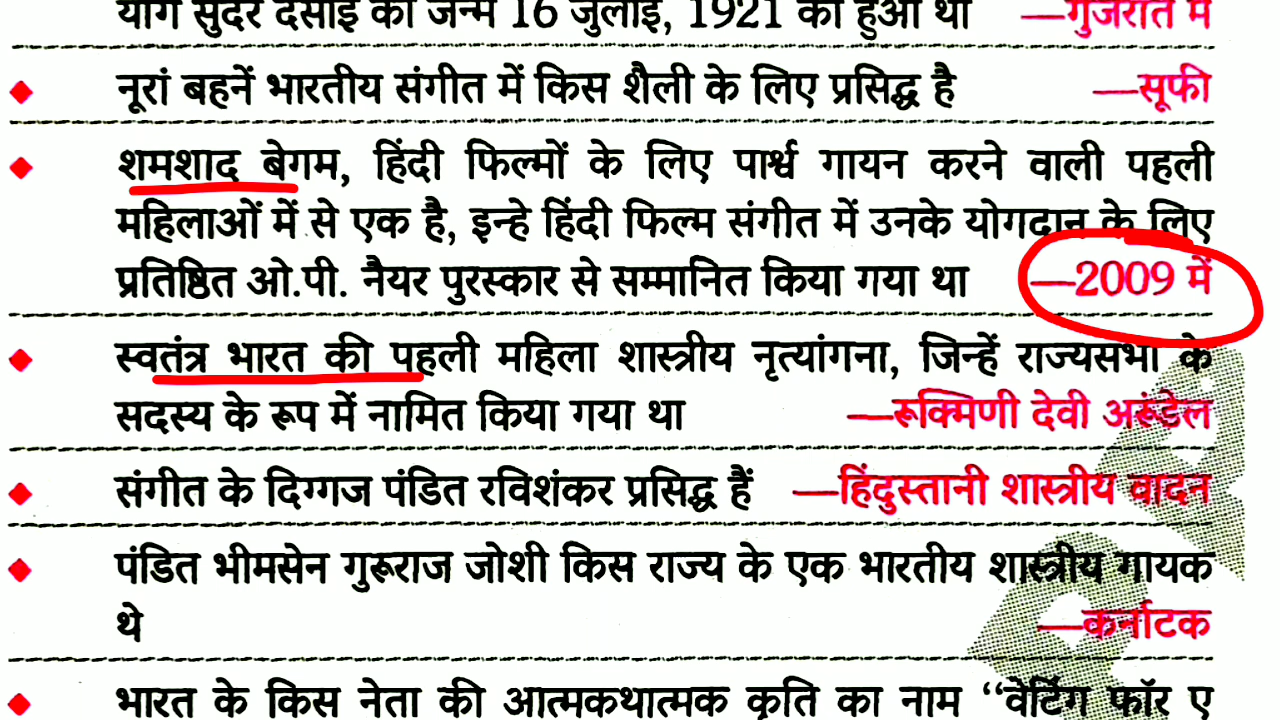 योग सुंदर देसाई का जन्म 16 जुलाई, 1921 को हुआ था —गुजरात में
नूरां बहनें भारतीय संगीत में किस शैली के लिए प्रसिद्ध है —सूफी
शमशाद बेगम, हिंदी फिल्मों के लिए पार्श्व गायन करने वाली पहली
महिलाओं में से एक है, इन्हे हिंदी फिल्म संगीत में उनके योगदान के लिए
प्रतिष्ठित ओ.पी. नैयर पुरस्कार से सम्मानित किया गया था —2009 में
स्वतंत्र भारत की पहली महिला शास्त्रीय नृत्यांगना, जिन्हें राज्यसभा के
सदस्य के रूप में नामित किया गया था —रूक्मिणी देवी अरूंडेल
संगीत के दिग्गज पंडित रविशंकर प्रसिद्ध हैं —हिंदुस्तानी शास्त्रीय वादन
पंडित भीमसेन गुरूराज जोशी किस राज्य के एक भारतीय शास्त्रीय गायक
थे —कर्नाटक
भारत के किस नेता की आत्मकथात्मक कृति का नाम “वेटिंग फॉर ए